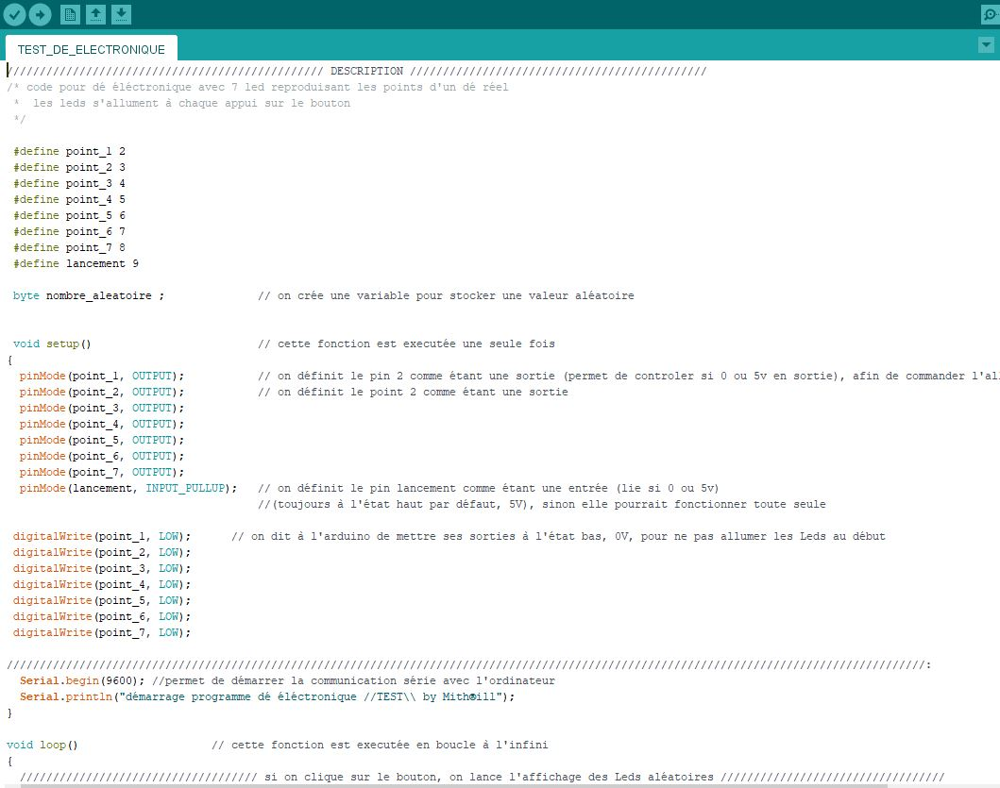 TEST_DE_ELECTRONIQUE
//////////////////////////////////////////////// DESCRIPTION /////////////////////////////////////////////
/* code pour dé éléctronique avec 7 led reproduisant les points d'un dé réel
* les leds s'allument à chaque appui sur le bouton
*/
#define point_1 2
#define point_2 3
#define point_3 4
#define point_4 5
#define point_5 6
#define point_6 7
#define point_7 8
#define lancement 9
byte nombre_aleatoire ; // on crée une variable pour stocker une valeur aléatoire
void setup() // cette fonction est executée une seule fois
{
pinMode(point_1, OUTPUT); // on définit le pin 2 comme étant une sortie (permet de controler si 0 ou 5v en sortie), afin de commander l'al
pinMode(point_2, OUTPUT); // on définit le point 2 comme étant une sortie
pinMode(point_3, OUTPUT);
pinMode(point_4, OUTPUT);
pinMode(point_5, OUTPUT);
pinMode(point_6, OUTPUT);
pinMode(point_7, OUTPUT);
pinMode(lancement, INPUT_PULLUP); // on définit le pin lancement comme étant une entrée (lie si 0 ou 5v)
//(toujours à l'état haut par défaut, 5V), sinon elle pourrait fonctionner toute seule
digitalWrite(point_1, LOW); // on dit à l'arduino de mettre ses sorties à l'état bas, 0V, pour ne pas allumer les Leds au début
digitalWrite(point_2, LOW);
digitalWrite(point_3, LOW);
digitalWrite(point_4, LOW);
digitalWrite(point_5, LOW);
digitalWrite(point_6, LOW);
digitalWrite(point_7, LOW);
///////////////////////////////////////////////////////////////////////////////////////////////////////////////////////////////////////////:
Serial.begin(9600); //permet de démarrer la communication série avec l'ordinateur
Serial.println("démarrage programme dé éléctronique //TEST\\ by Mith®ill");
}
void loop() // cette fonction est executée en boucle à l'infini
{
//////////////////////////////////// si on clique sur le bouton, on lance l'affichage des Leds aléatoires //////////////////////////////////